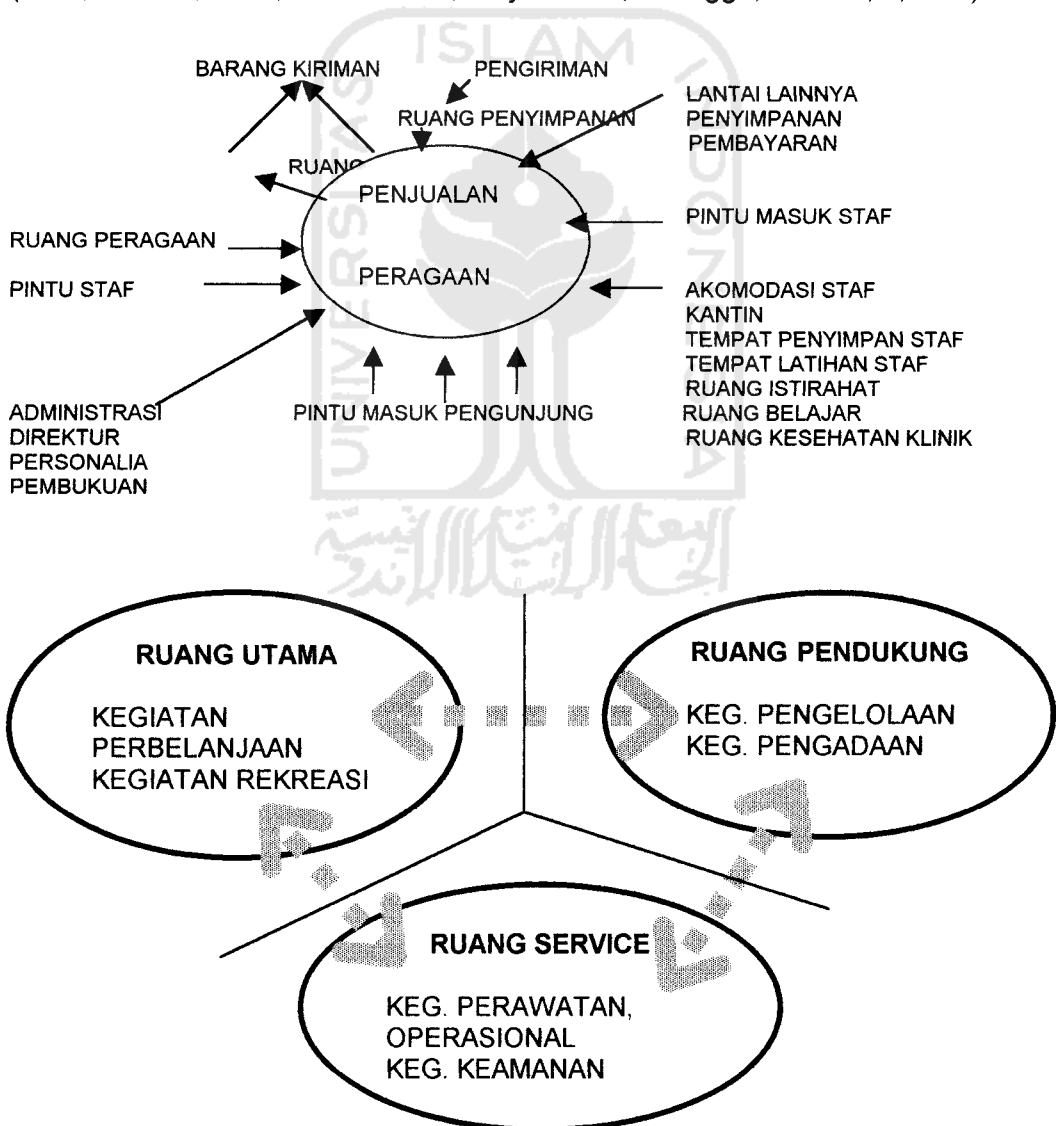 BARANG KIRIMAN
PENGIRIMAN
RUANG PENYIMPANAN
LANTAI LAINNYA
PENYIMPANAN
PEMBAYARAN
RUANG
PENJUALAN
PERAGAAN
PINTU MASUK STAF
RUANG PERAGAAN
PINTU STAF
AKOMODASI STAF
KANTIN
TEMPAT PENYIMPAN STAF
TEMPAT LATIHAN STAF
RUANG ISTIRAHAT
RUANG BELAJAR
RUANG KESEHATAN KLINIK
ADMINISTRASI
DIREKTUR
PERSONALIA
PEMBUKUAN
PINTU MASUK PENGUNJUNG
UNIVERSITAS
ISLAM
INDONESIA
RUANG UTAMA
KEGIATAN
PERBELANJAAN
KEGIATAN REKREASI
RUANG PENDUKUNG
KEG. PENGELOLAAN
KEG. PENGADAAN
RUANG SERVICE
KEG. PERAWATAN,
OPERASIONAL
KEG. KEAMANAN